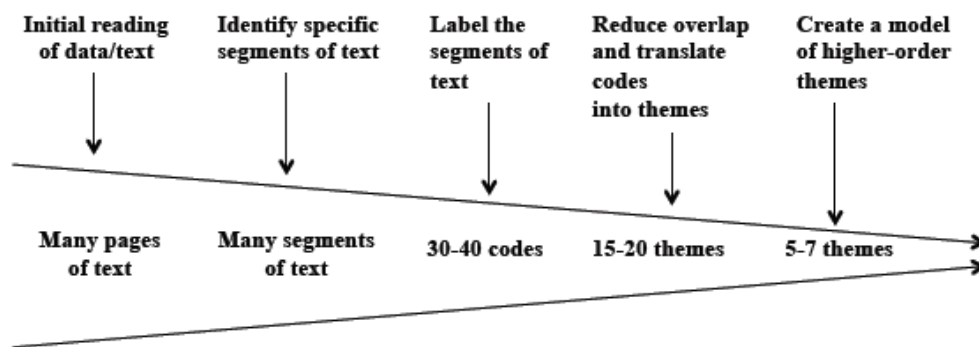 Initial reading
of data/text
Identify specific
segments of text
Label the
segments of
text
Reduce overlap
and translate
codes
into themes
Create a model
of higher-order
themes
Many pages
of text
Many segments
of text
30-40 codes
15-20 themes
5-7 themes